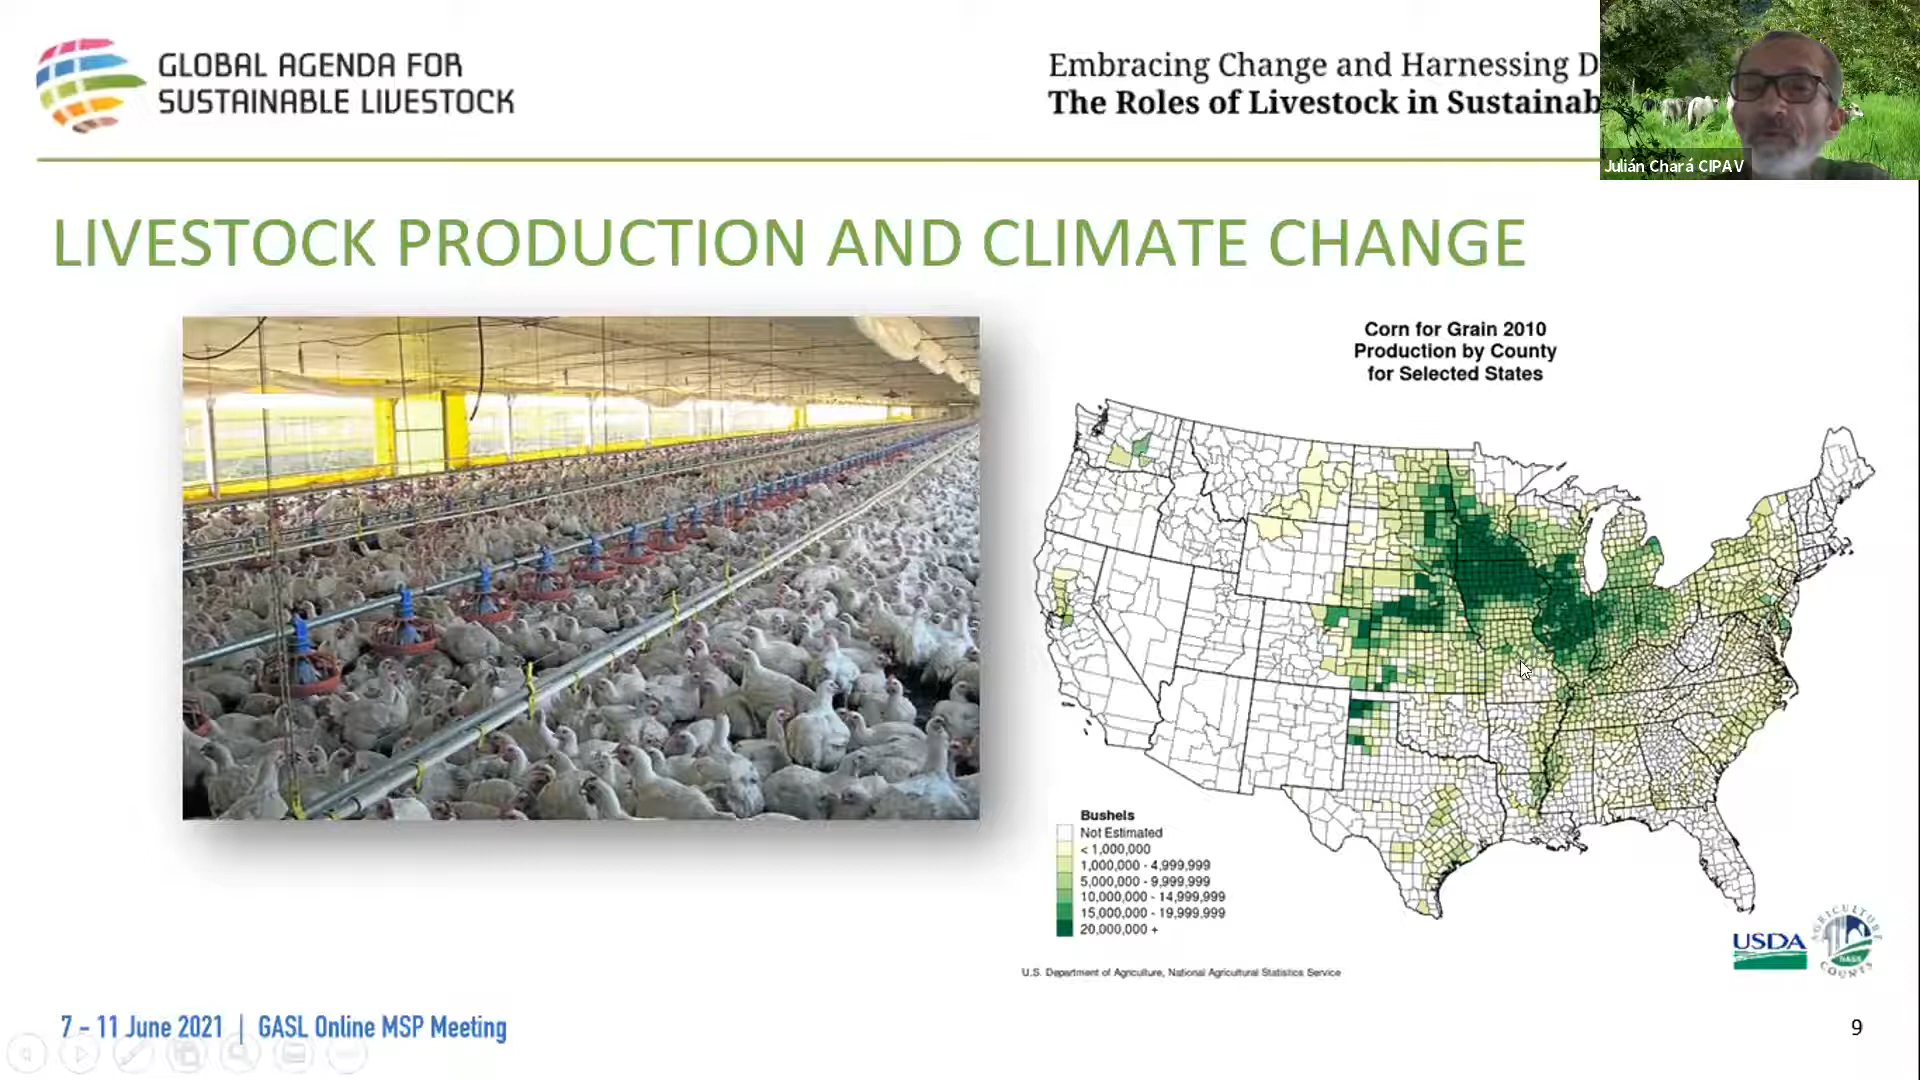 GLOBAL AGENDA FOR
SUSTAINABLE LIVESTOCK
Embracing Change and Harnessing D
The Roles of Livestock in Sustainab
Julián Chará CIPAV
LIVESTOCK PRODUCTION AND CLIMATE CHANGE
Corn for Grain 2010
Production by County
for Selected States
Bushels
Not Estimated
< 1,000,000
1,000,000 - 4,999,999
5,000,000 - 9,999,999
10,000,000 - 14,999,999
15,000,000 - 19,999,999
20,000,000 +
USDA
AGRICULTURE
NASS
COUNTS
U.S. Department of Agriculture, National Agricultural Statistics Service
7 - 11 June 2021 | GASL Online MSP Meeting
9